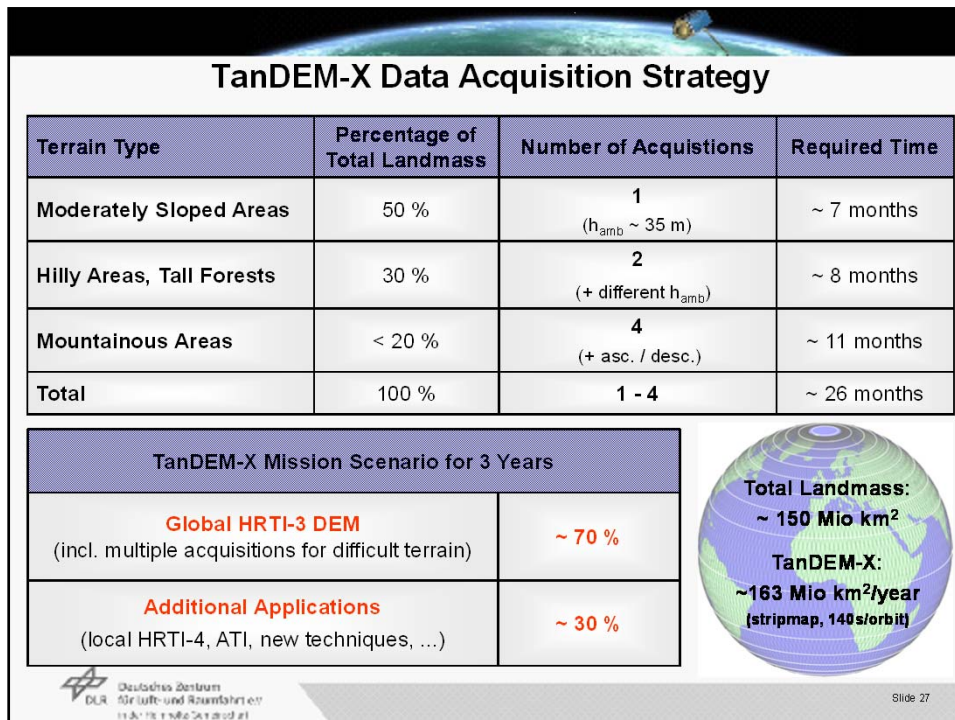 TanDEM-X Data Acquisition Strategy
Terrain Type
Percentage of
Total Landmass
Number of Acquistions
Required Time
Moderately Sloped Areas
50 %
1
(hamb ~ 35 m)
~ 7 months
Hilly Areas, Tall Forests
30 %
2
(+ different hamb)
~ 8 months
Mountainous Areas
< 20 %
4
(+ asc. / desc.)
~ 11 months
Total
100 %
1 - 4
~ 26 months
TanDEM-X Mission Scenario for 3 Years
Global HRTI-3 DEM
(incl. multiple acquisitions for difficult terrain)
~ 70 %
Additional Applications
(local HRTI-4, ATI, new techniques, ...)
~ 30 %
Total Landmass:
~ 150 Mio km²
TanDEM-X:
~163 Mio km²/year
(stripmap, 140s/orbit)
DLR
Deutsches Zentrum
für Luft- und Raumfahrt e.V.
in der Helmholtz-Gemeinschaft
Slide 27